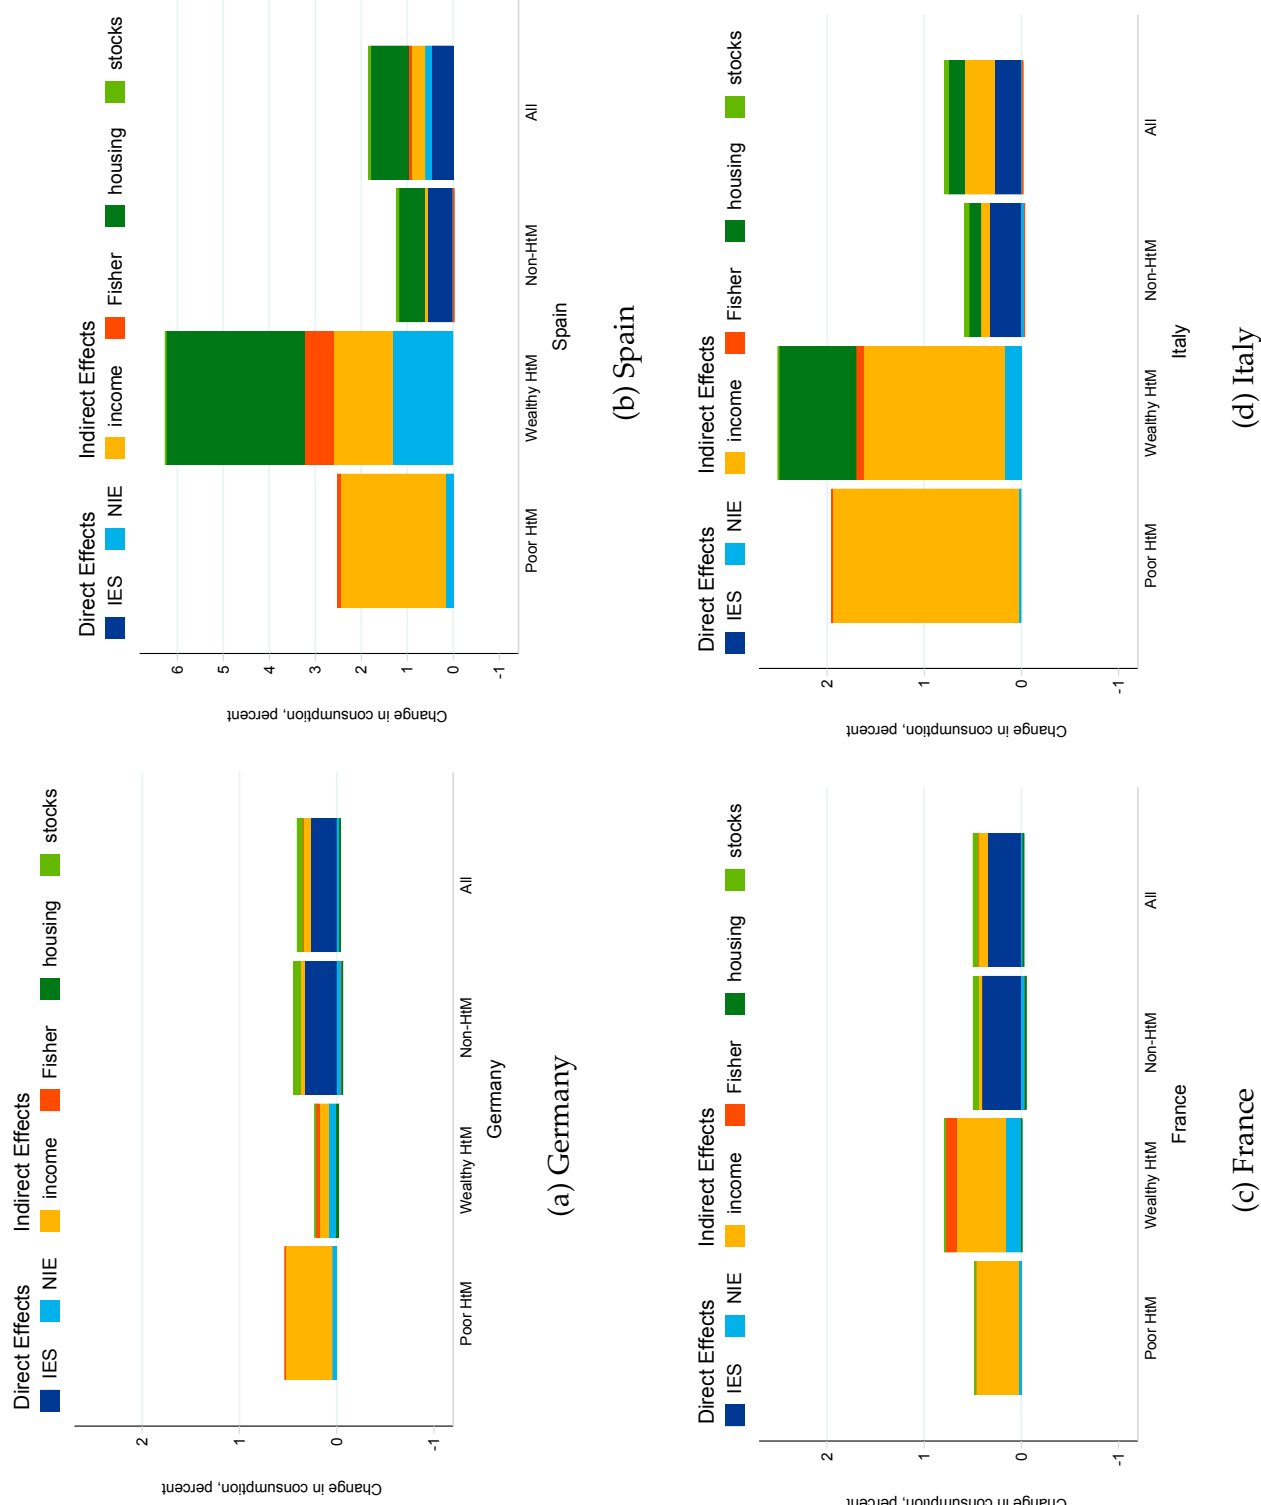 Direct Effects Indirect Effects
IES NIE income Fisher housing stocks
Change in consumption, percent
2
1
0
-1
Poor HtM Wealthy HtM Non-HtM All
Germany
(a) Germany
Direct Effects Indirect Effects
IES NIE income Fisher housing stocks
Change in consumption, percent
6
5
4
3
2
1
0
-1
Poor HtM Wealthy HtM Non-HtM All
Spain
(b) Spain
Direct Effects Indirect Effects
IES NIE income Fisher housing stocks
Change in consumption, percent
2
1
0
-1
Poor HtM Wealthy HtM Non-HtM All
France
(c) France
Direct Effects Indirect Effects
IES NIE income Fisher housing stocks
Change in consumption, percent
2
1
0
-1
Poor HtM Wealthy HtM Non-HtM All
Italy
(d) Italy